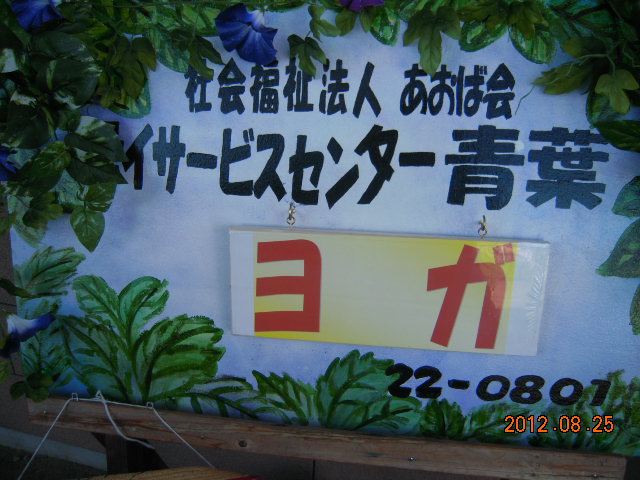 社会福祉法人 あおば会
イサービスセンター青葉
ヨガ
22-0801
2012.08.25